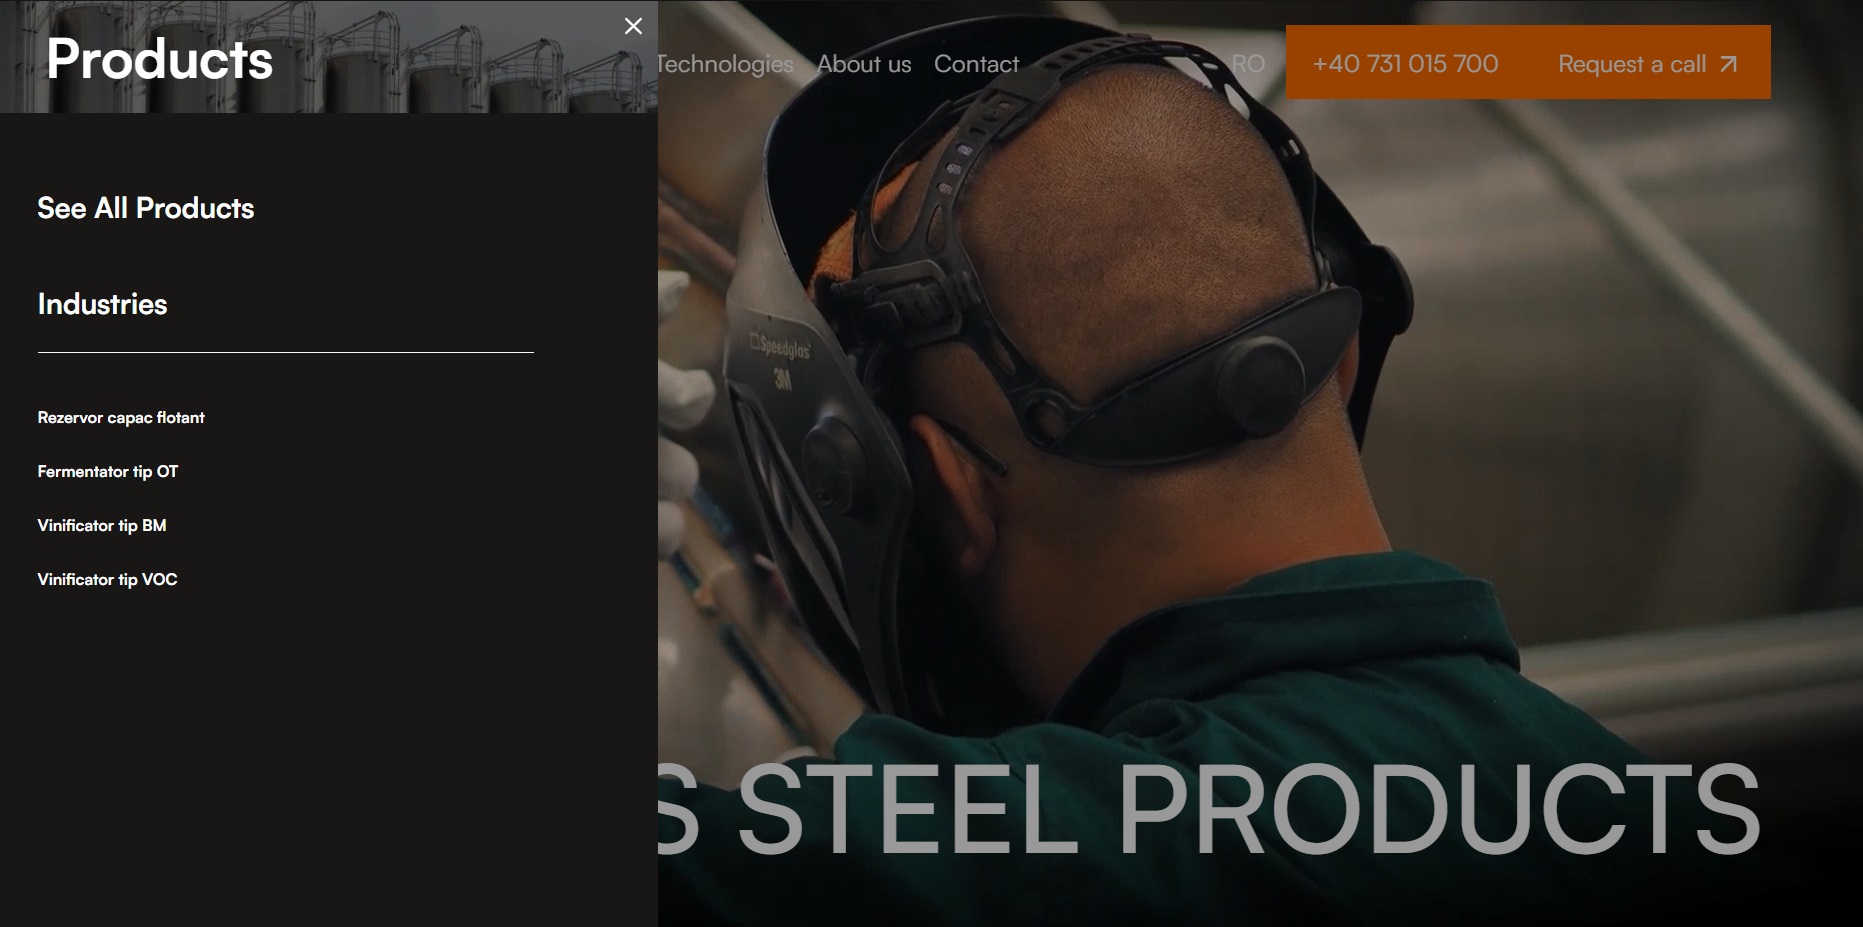 Products
Technologies About us Contact RO +40 731 015 700 Request a call
See All Products
Industries
Speedglas
3M
Rezervor capac flotant
Fermentator tip OT
Vinificator tip BM
Vinificator tip VOC
S STEEL PRODUCTS